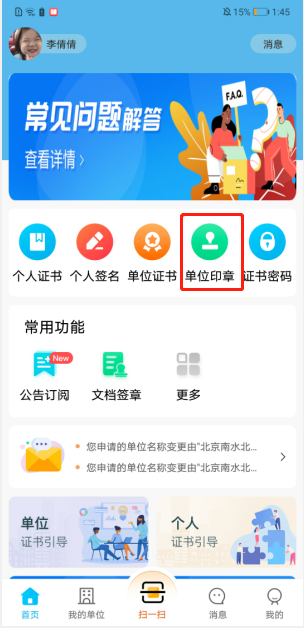 15% 1:45
李倩倩
消息
F.A.Q.
常见问题解答
查看详情
个人证书 个人签名 单位证书 单位印章 证书密码
常用功能
New
公告订阅 文档签章 更多
您申请的单位名称变更由"北京南水北...
您申请的单位名称变更由"北京南水北...
单位 个人
证书引导 证书引导
首页 我的单位 扫一扫 消息 我的